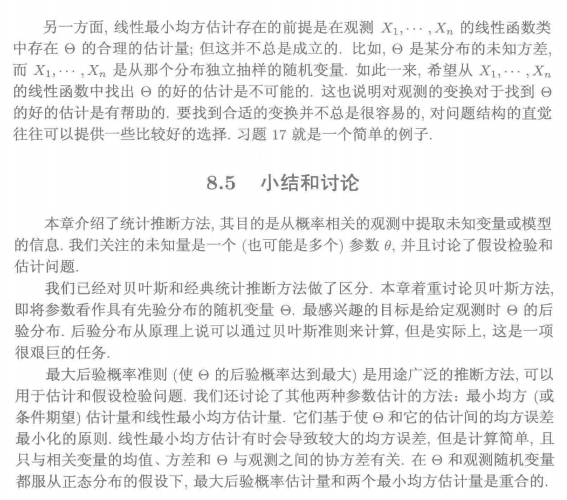 另一方面, 线性最小均方估计存在的前提是在观测 X₁,⋯,Xₙ 的线性函数类
中存在 Θ 的合理的估计量; 但这并不总是成立的. 比如, Θ 是某分布的未知方差,
而 X₁,⋯,Xₙ 是从那个分布独立抽样的随机变量. 如此一来, 希望从 X₁,⋯,Xₙ
的线性函数中找出 Θ 的好的估计是不可能的. 这也说明对观测的变换对于找到 Θ
的好的估计是有帮助的. 要找到合适的变换并不总是很容易的, 对问题结构的直觉
往往可以提供一些比较好的选择. 习题 17 就是一个简单的例子.
8.5 小结和讨论
本章介绍了统计推断方法, 其目的是从概率相关的观测中提取未知变量或模型
的信息. 我们关注的未知量是一个 (也可能是多个) 参数 θ, 并且讨论了假设检验和
估计问题.
我们已经对贝叶斯和经典统计推断方法做了区分. 本章着重讨论贝叶斯方法,
即将参数看作具有先验分布的随机变量 Θ. 最感兴趣的目标是给定观测时 Θ 的后
验分布. 后验分布从原理上说可以通过贝叶斯准则来计算, 但是实际上, 这是一项
很艰巨的任务.
最大后验概率准则 (使 Θ 的后验概率达到最大) 是用途广泛的推断方法, 可以
用于估计和假设检验问题. 我们还讨论了其他两种参数估计的方法: 最小均方 (或
条件期望) 估计量和线性最小均方估计量. 它们基于使 Θ 和它的估计间的均方误差
最小化的原则. 线性最小均方估计有时会导致较大的均方误差, 但是计算简单, 且
只与相关变量的均值、方差和 Θ 与观测之间的协方差有关. 在 Θ 和观测随机变量
都服从正态分布的假设下, 最大后验概率估计量和两个最小均方估计量是重合的.